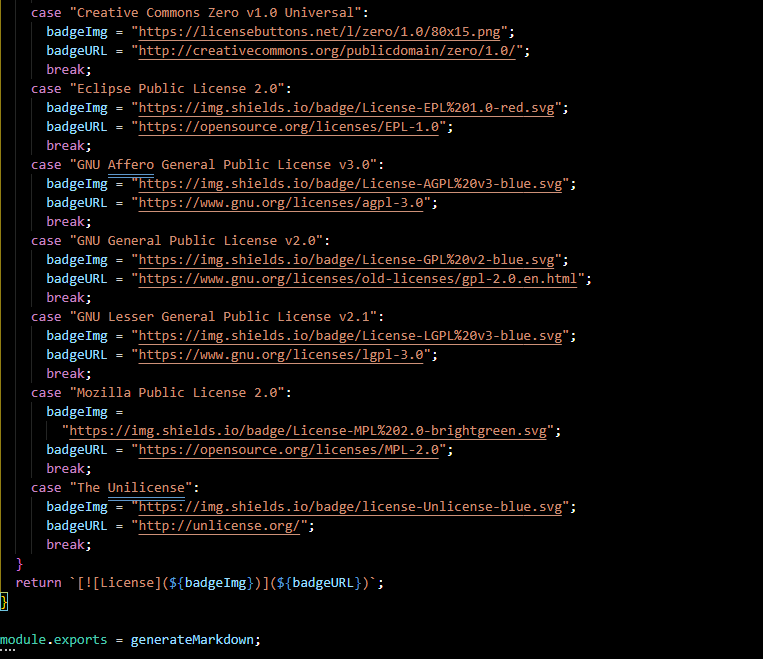 case "Creative Commons Zero v1.0 Universal":
badgeImg = "https://licensebuttons.net/l/zero/1.0/80x15.png";
badgeURL = "http://creativecommons.org/publicdomain/zero/1.0/";
break;
case "Eclipse Public License 2.0":
badgeImg = "https://img.shields.io/badge/License-EPL%201.0-red.svg";
badgeURL = "https://opensource.org/licenses/EPL-1.0";
break;
case "GNU Affero General Public License v3.0":
badgeImg = "https://img.shields.io/badge/License-AGPL%20v3-blue.svg";
badgeURL = "https://www.gnu.org/licenses/agpl-3.0";
break;
case "GNU General Public License v2.0":
badgeImg = "https://img.shields.io/badge/License-GPL%20v2-blue.svg";
badgeURL = "https://www.gnu.org/licenses/old-licenses/gpl-2.0.en.html";
break;
case "GNU Lesser General Public License v2.1":
badgeImg = "https://img.shields.io/badge/License-LGPL%20v3-blue.svg";
badgeURL = "https://www.gnu.org/licenses/lgpl-3.0";
break;
case "Mozilla Public License 2.0":
badgeImg =
"https://img.shields.io/badge/License-MPL%202.0-brightgreen.svg";
badgeURL = "https://opensource.org/licenses/MPL-2.0";
break;
case "The Unilicense":
badgeImg = "https://img.shields.io/badge/license-Unlicense-blue.svg";
badgeURL = "http://unlicense.org/";
break;
}
return `[![License](${badgeImg})](${badgeURL})`;
}
module.exports = generateMarkdown;